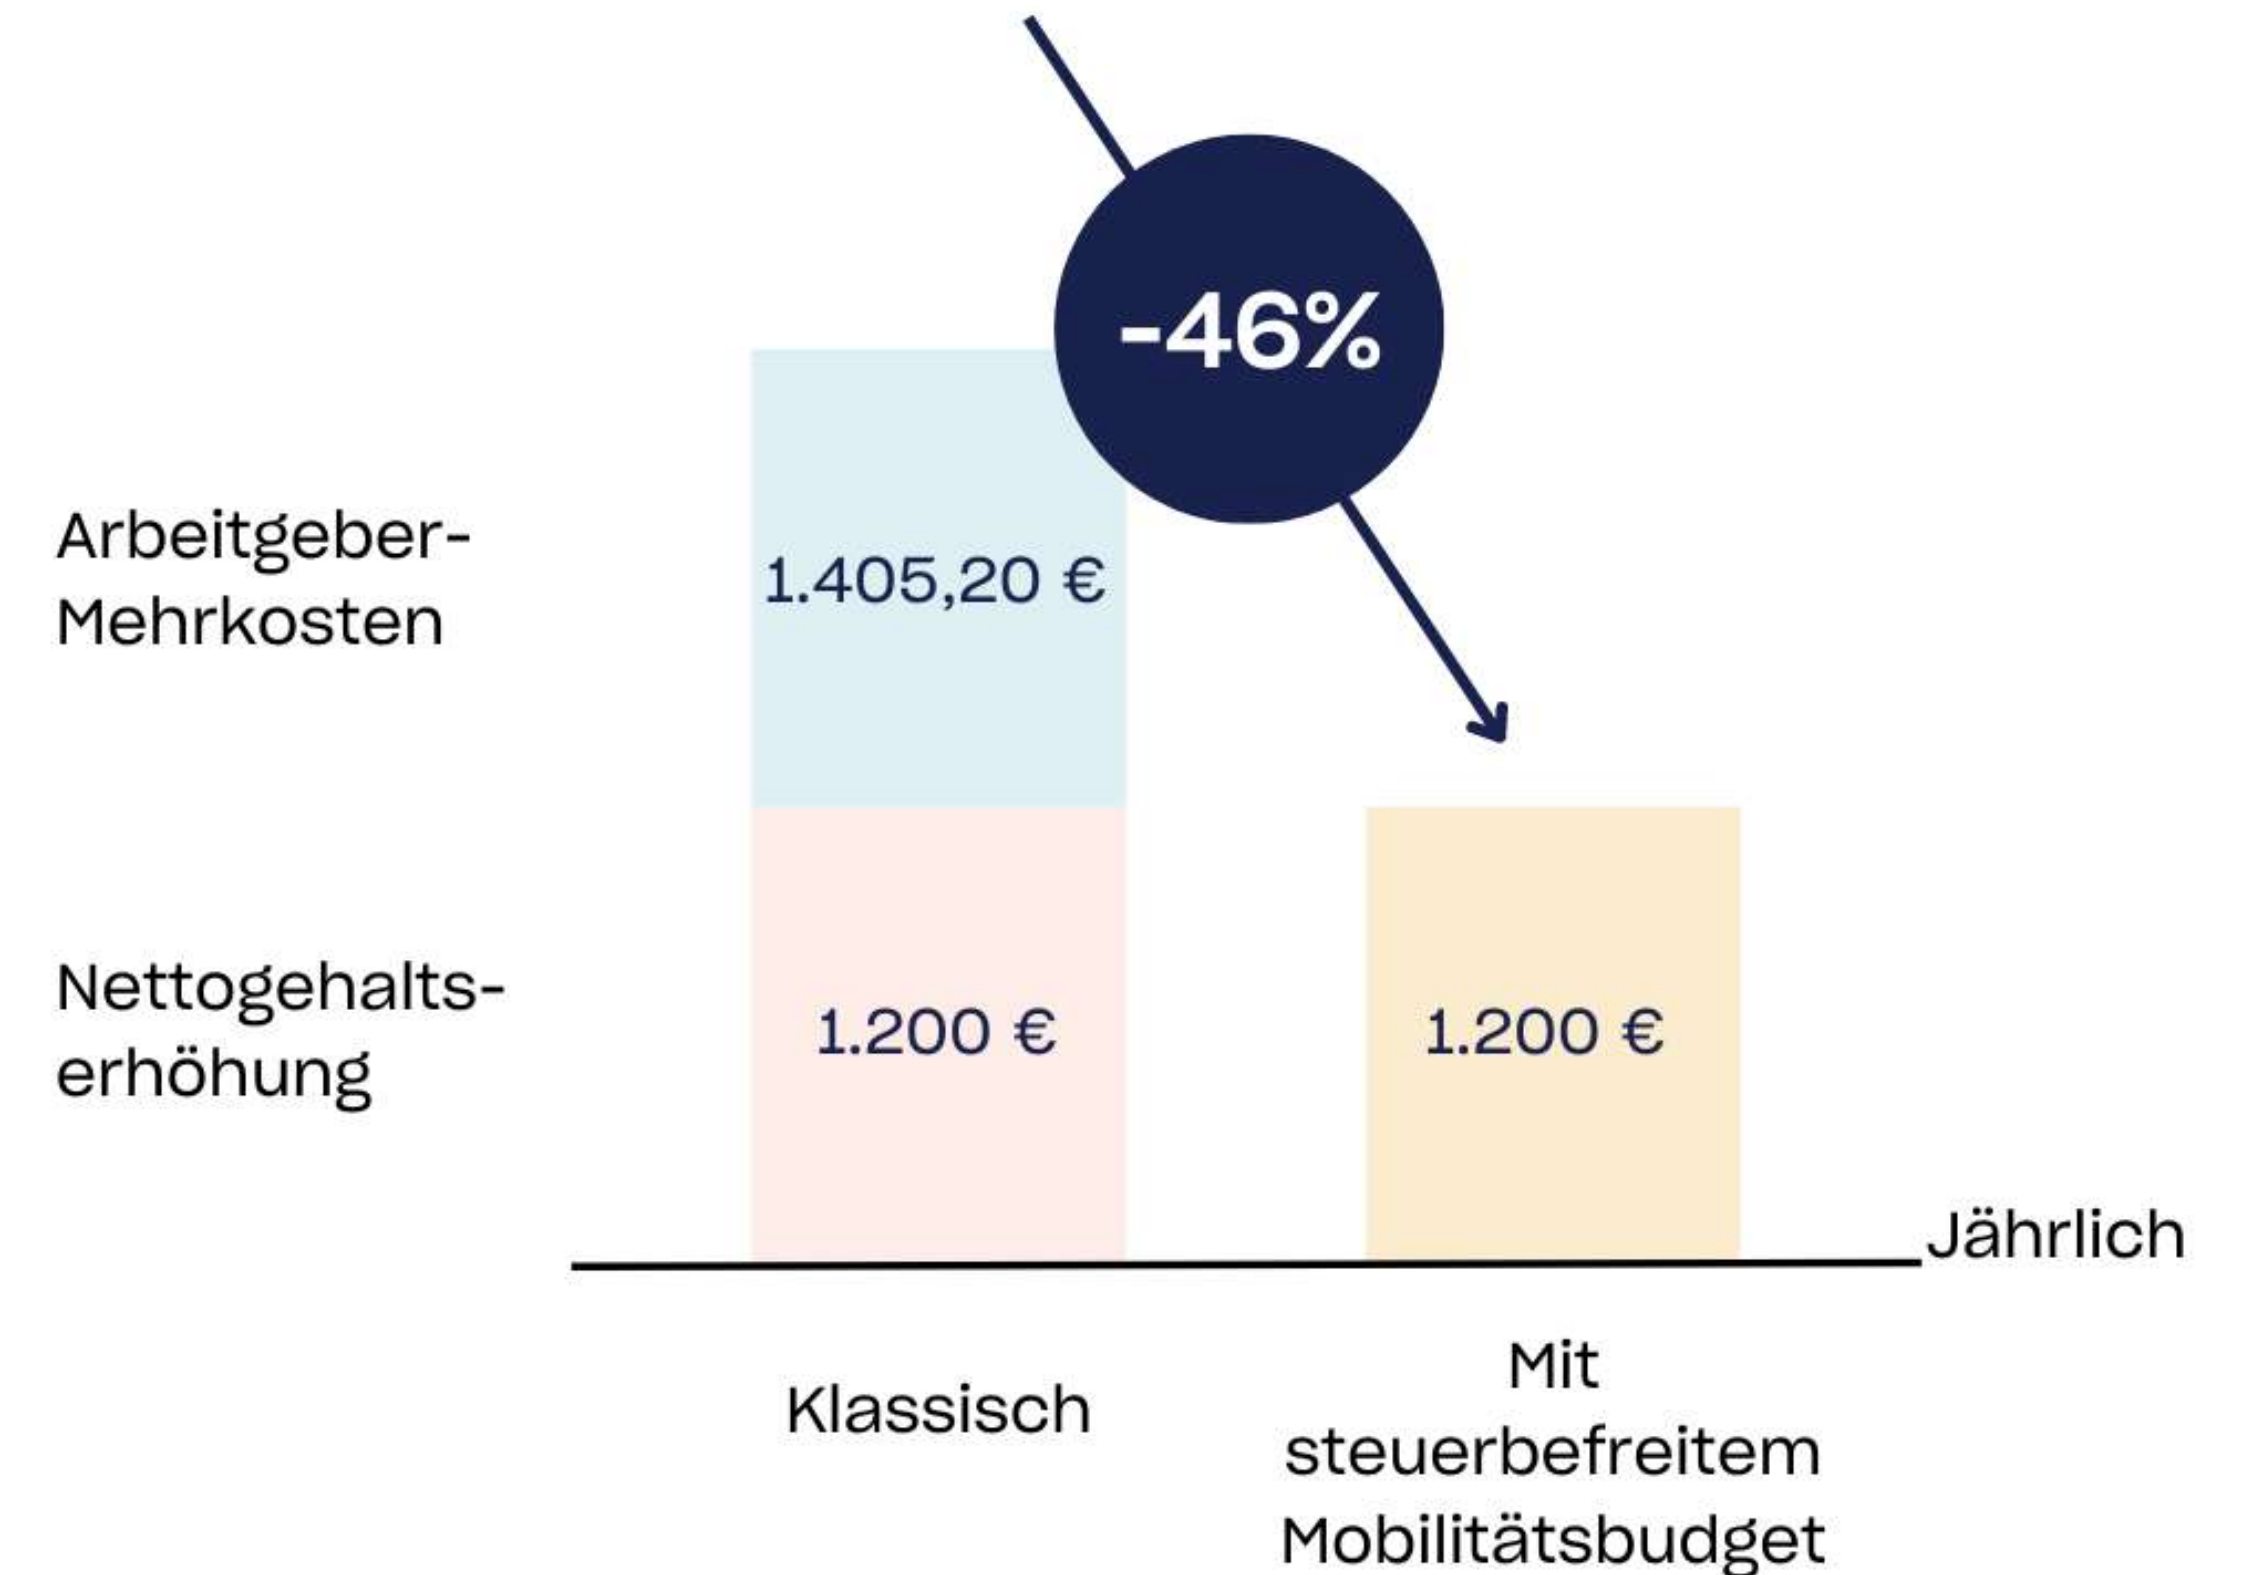 -46%
Arbeitgeber-
Mehrkosten
1.405,20 €
Nettogehalts-
erhöhung
1.200 €
1.200 €
Jährlich
Klassisch
Mit
steuerbefreitem
Mobilitätsbudget